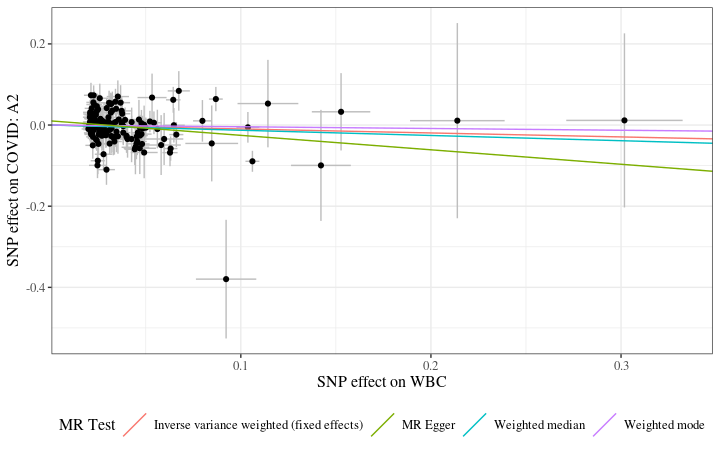 SNP effect on COVID: A2
0.2
0.0
-0.2
-0.4
0.1
0.2
0.3
SNP effect on WBC
MR Test
Inverse variance weighted (fixed effects)
MR Egger
Weighted median
Weighted mode